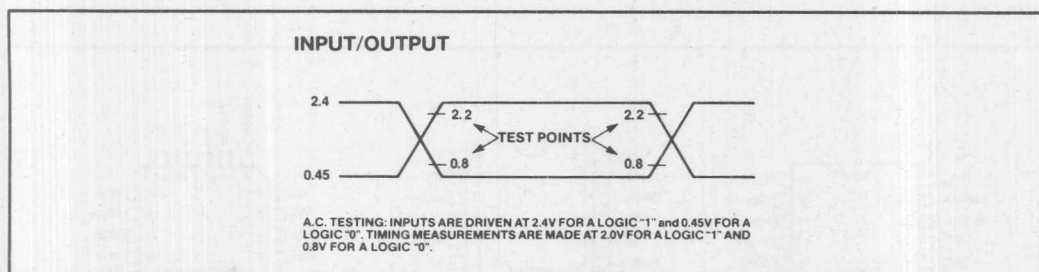 INPUT/OUTPUT
2.4
2.2
2.2
TEST POINTS
0.8
0.8
0.45
A.C. TESTING: INPUTS ARE DRIVEN AT 2.4V FOR A LOGIC "1" and 0.45V FOR A
LOGIC "0". TIMING MEASUREMENTS ARE MADE AT 2.0V FOR A LOGIC "1" AND
0.8V FOR A LOGIC "0".